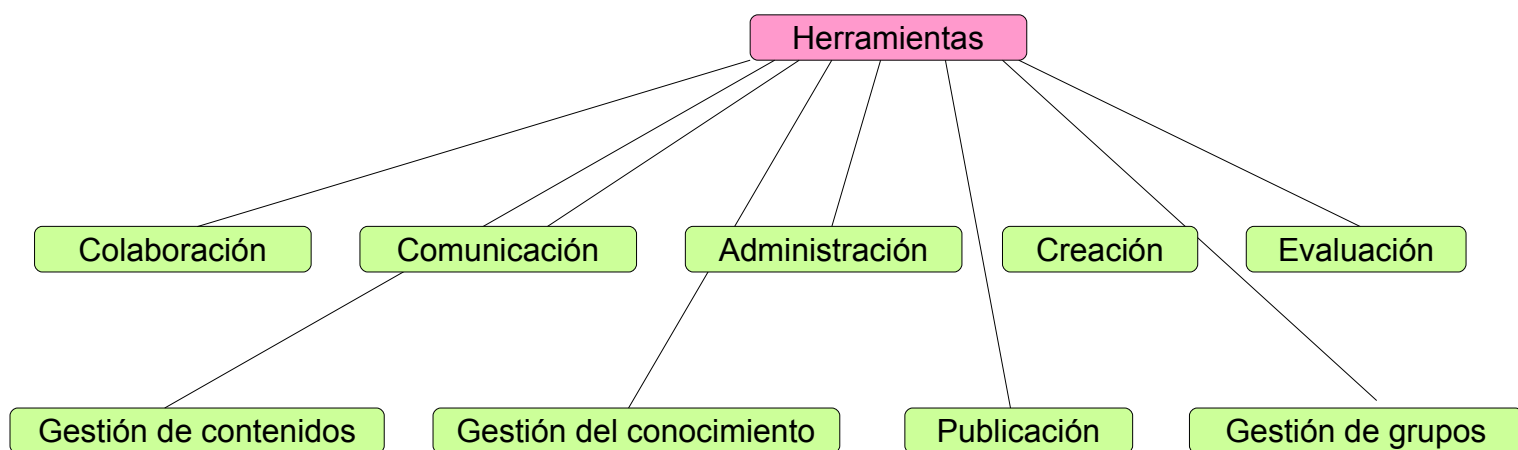 Herramientas
Colaboración
Comunicación
Administración
Creación
Evaluación
Gestión de contenidos
Gestión del conocimiento
Publicación
Gestión de grupos